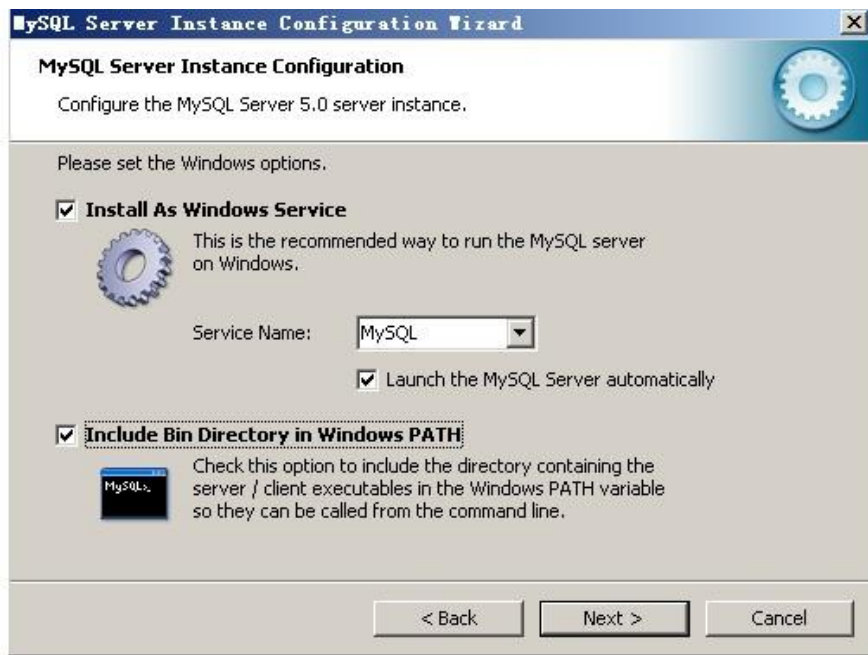 MySQL Server Instance Configuration Wizard
MySQL Server Instance Configuration
Configure the MySQL Server 5.0 server instance.
Please set the Windows options.
Install As Windows Service
This is the recommended way to run the MySQL server
on Windows.
Service Name:
MySQL
Launch the MySQL Server automatically
Include Bin Directory in Windows PATH
MySQL>_
Check this option to include the directory containing the
server / client executables in the Windows PATH variable
so they can be called from the command line.
< Back
Next >
Cancel